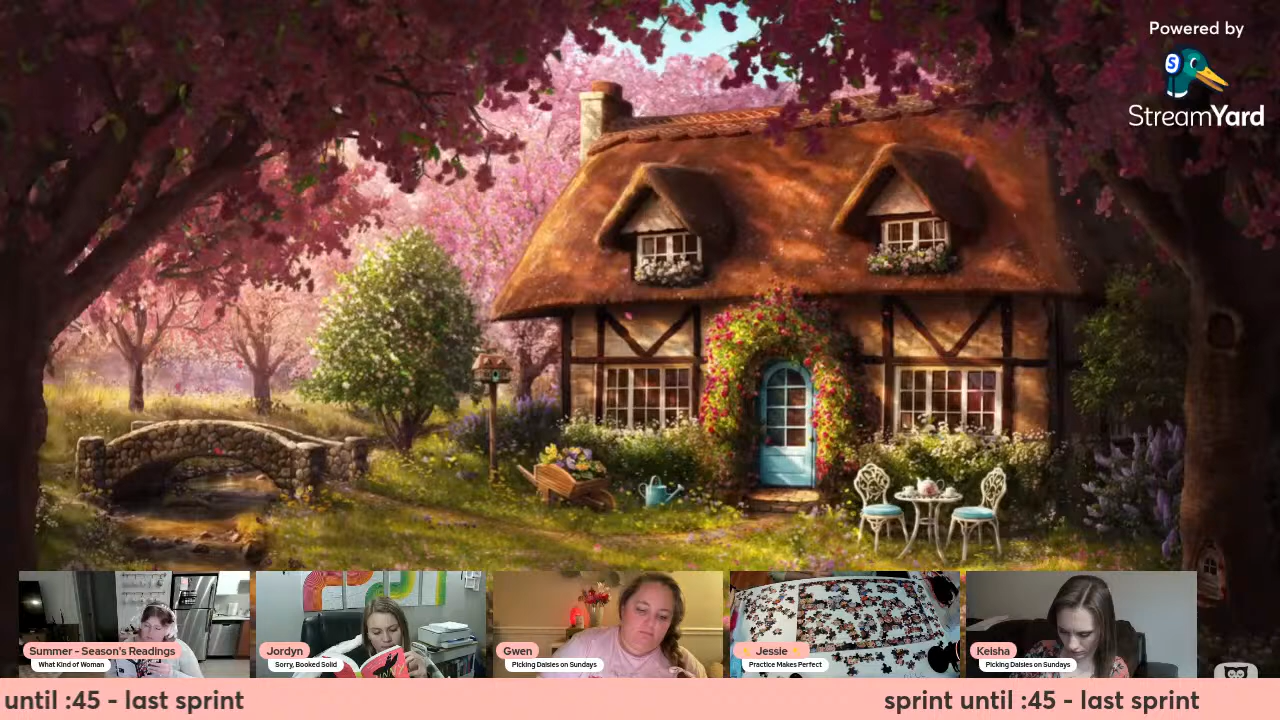 Powered by
StreamYard
Summer - Season's Readings
What Kind of Woman
Jordyn
Sorry, Booked Solid
Gwen
Picking Daisies on Sundays
Jessie
Practice Makes Perfect
Keisha
Picking Daisies on Sundays
until :45 - last sprint
sprint until :45 - last sprint